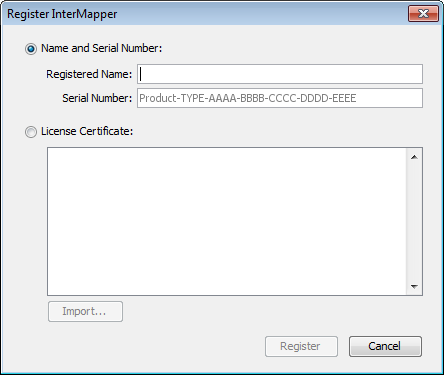 Register InterMapper
Name and Serial Number:
Registered Name:
Serial Number: Product-TYPE-AAAA-BBBB-CCCC-DDDD-EEEE
License Certificate:
Import...
Register Cancel